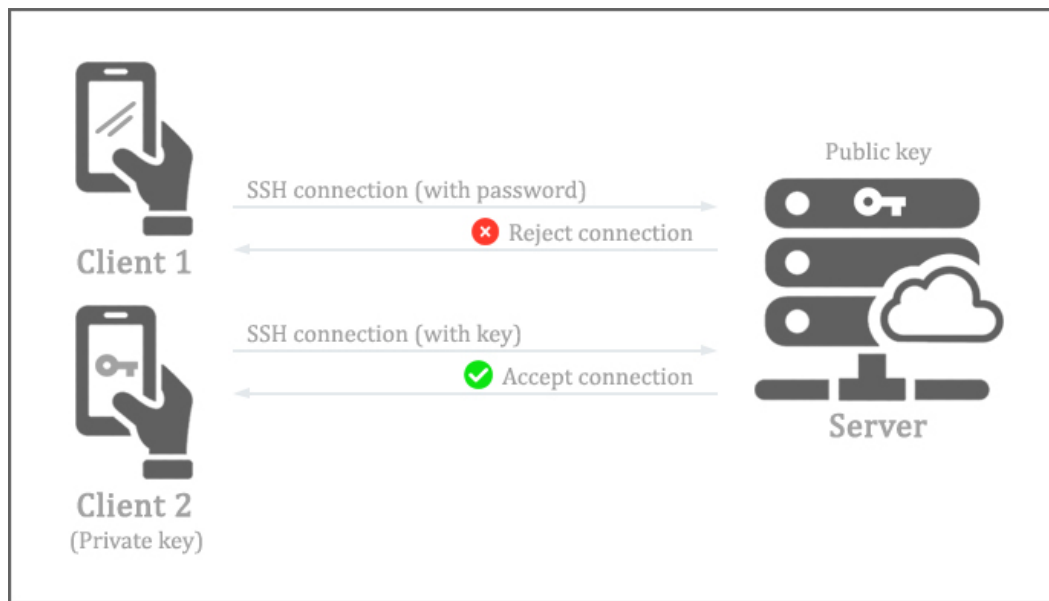 Public key
SSH connection (with password)
Reject connection
Client 1
SSH connection (with key)
Accept connection
Server
Client 2
(Private key)